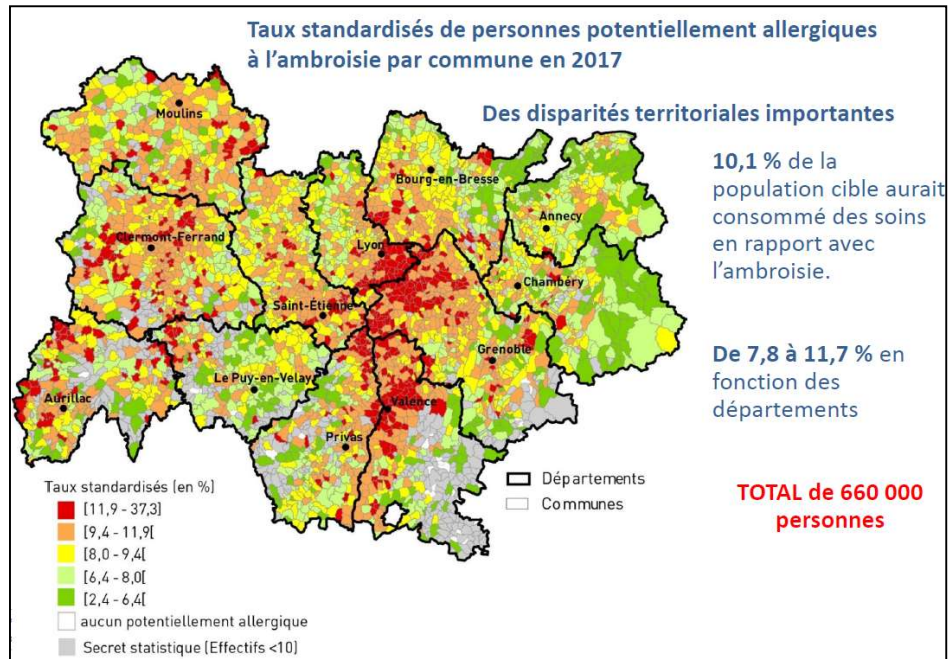 Taux standardisés de personnes potentiellement allergiques
à l’ambroisie par commune en 2017
Des disparités territoriales importantes
10,1 % de la
population cible aurait
consommé des soins
en rapport avec
l’ambroisie.
De 7,8 à 11,7 % en
fonction des
départements
TOTAL de 660 000
personnes
Moulins
Bourg-en-Bresse
Annecy
Clermont-Ferrand
Lyon
Chambéry
Saint-Étienne
Grenoble
Le Puy-en-Velay
Aurillac
Valence
Privas
Taux standardisés (en %)
[11,9 - 37,3]
[9,4 - 11,9[
[8,0 - 9,4[
[6,4 - 8,0[
[2,4 - 6,4[
aucun potentiellement allergique
Secret statistique (Effectifs <10)
Départements
Communes